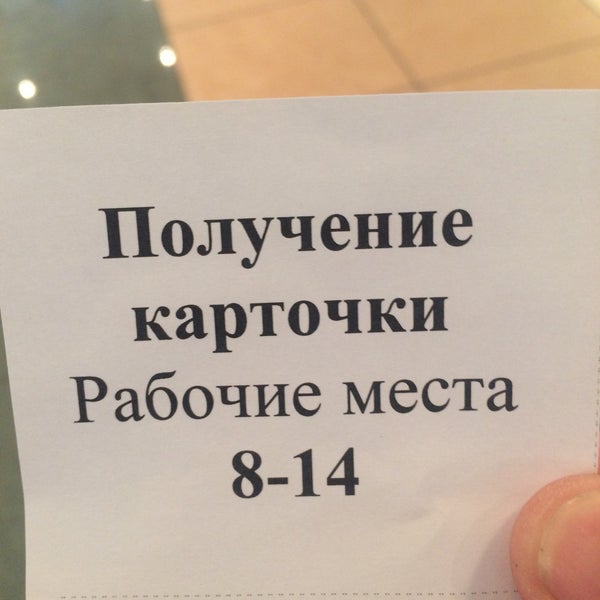 Получение
карточки
Рабочие места
8-14